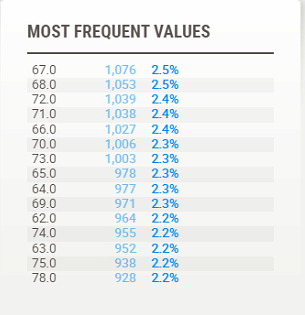 MOST FREQUENT VALUES
67.0 1,076 2.5%
68.0 1,053 2.5%
72.0 1,039 2.4%
71.0 1,038 2.4%
66.0 1,027 2.4%
70.0 1,006 2.3%
73.0 1,003 2.3%
65.0 978 2.3%
64.0 977 2.3%
69.0 971 2.3%
62.0 964 2.2%
74.0 955 2.2%
63.0 952 2.2%
75.0 938 2.2%
78.0 928 2.2%